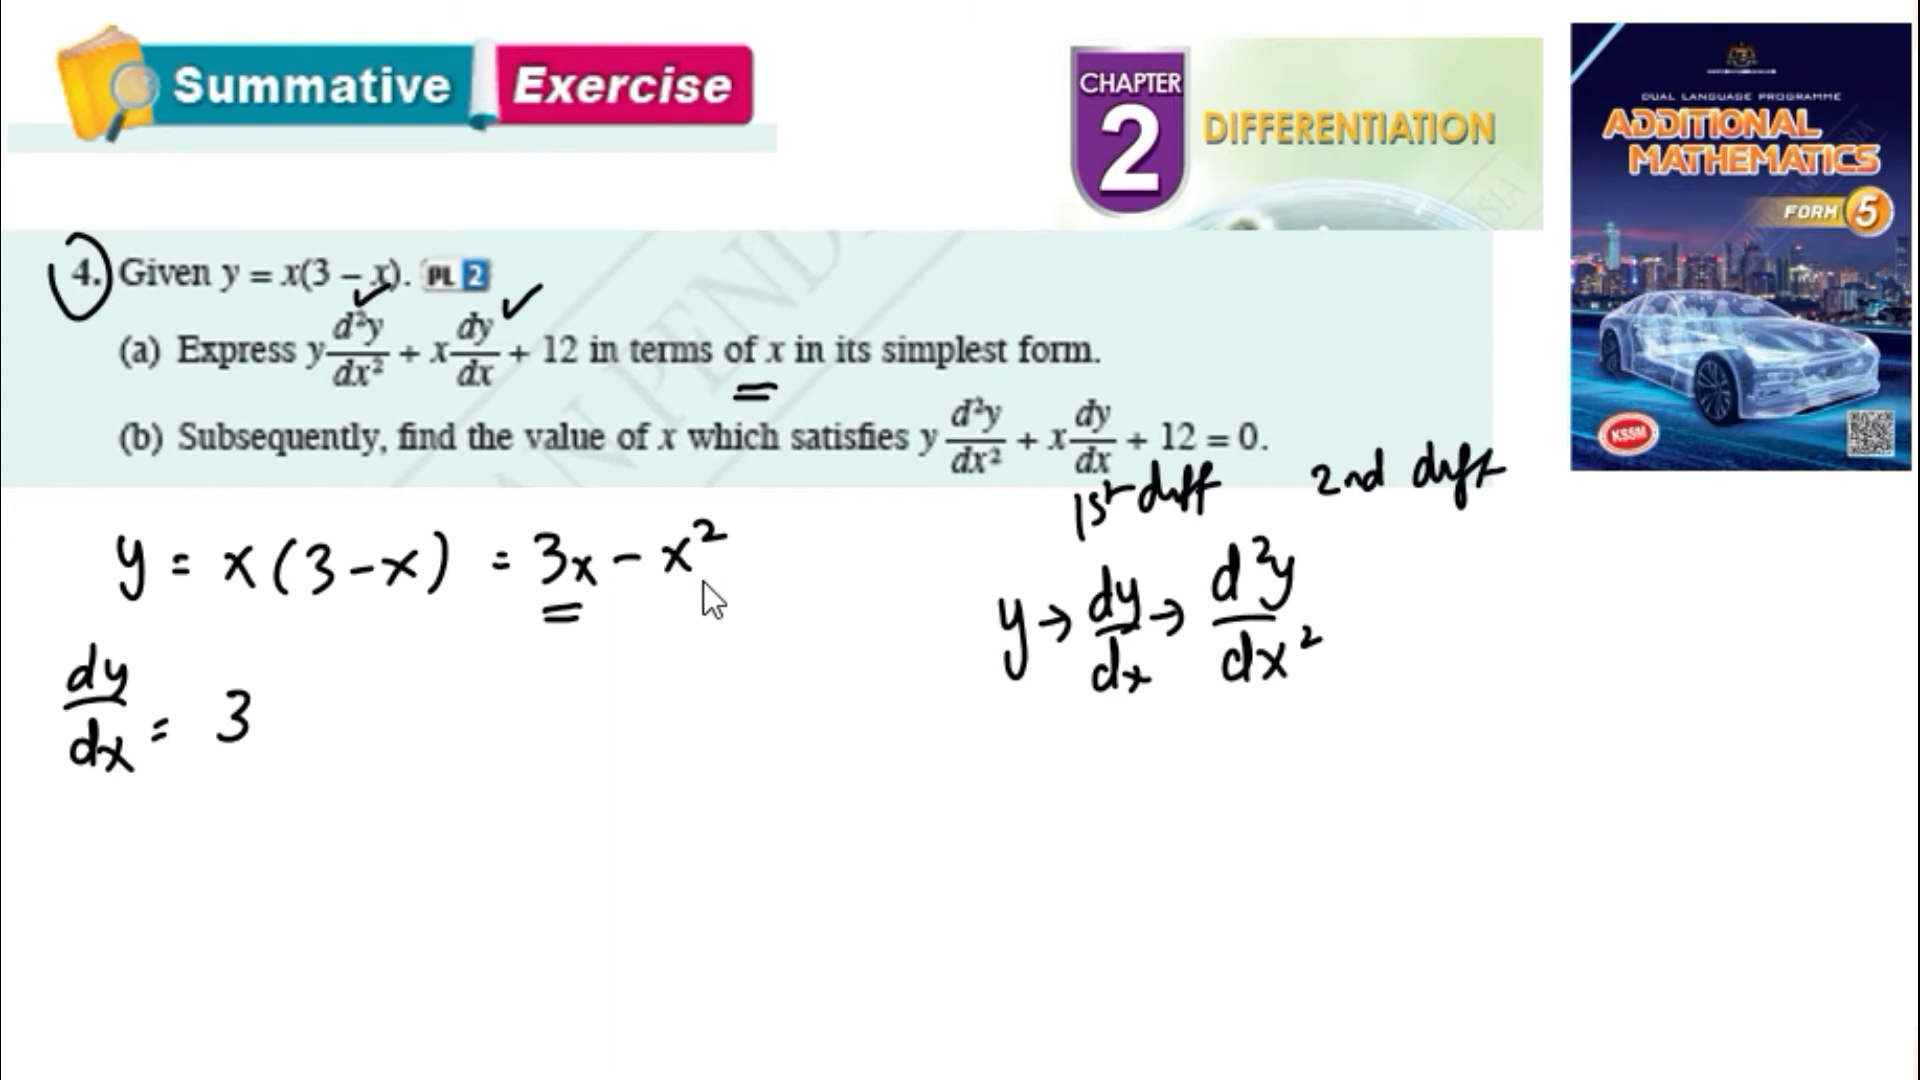 Summative Exercise
CHAPTER 2 DIFFERENTIATION
DUAL LANGUAGE PROGRAMME
ADDITIONAL
MATHEMATICS
FORM 5
KSSM
4. Given y = x(3 – x). PL 2
(a) Express y d²y/dx² + x dy/dx + 12 in terms of x in its simplest form.
(b) Subsequently, find the value of x which satisfies y d²y/dx² + x dy/dx + 12 = 0.
1st diff 2nd diff
y = x(3-x) = 3x - x²
y → dy/dx → d²y/dx²
dy/dx = 3